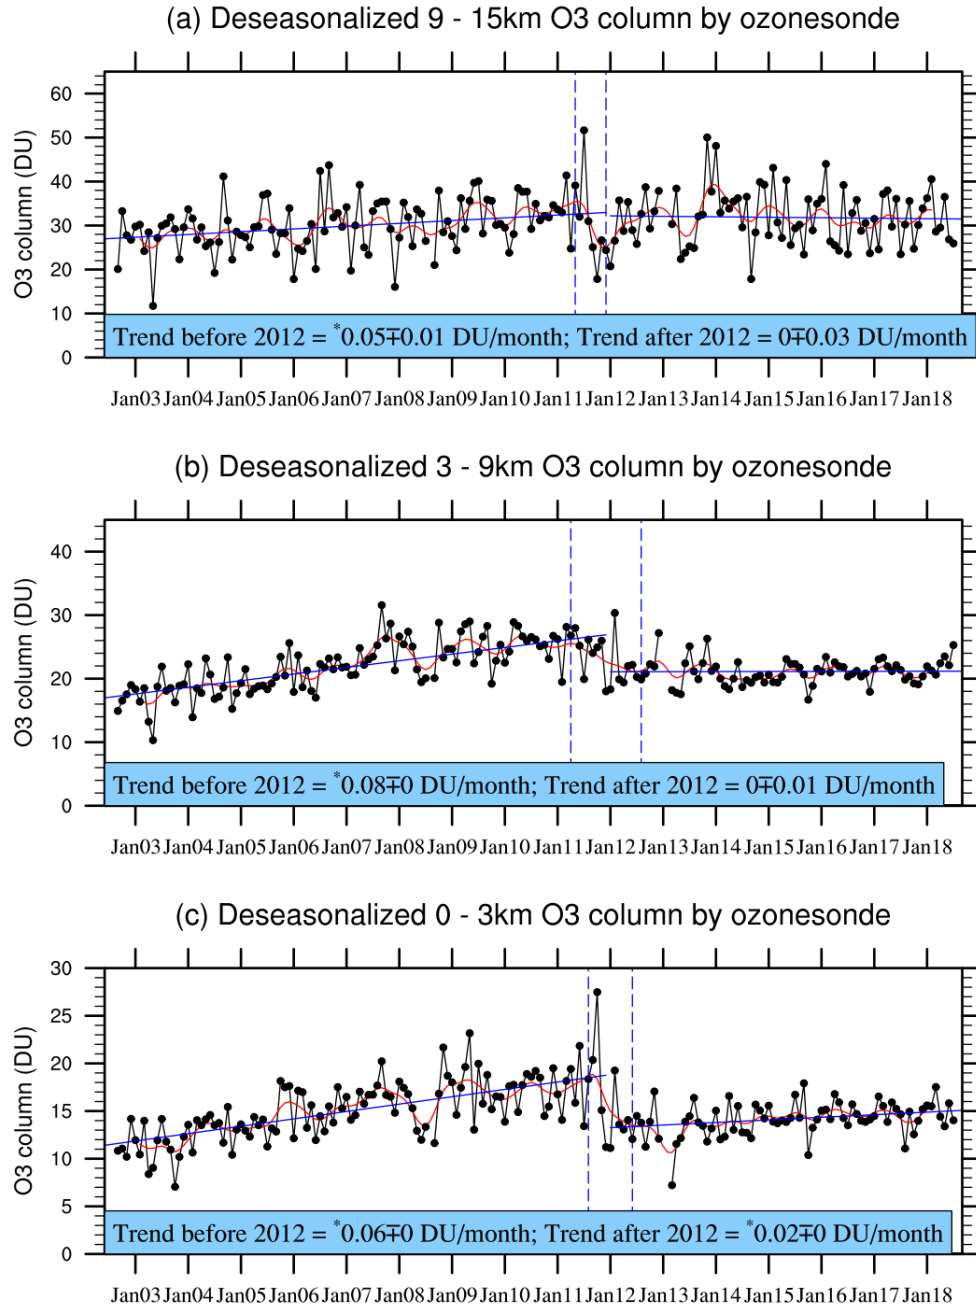 (a) Deseasonalized 9 - 15km O3 column by ozonesonde
O3 column (DU)
60
50
40
30
20
10
0
Trend before 2012 = *0.05∓0.01 DU/month; Trend after 2012 = 0∓0.03 DU/month
Jan03 Jan04 Jan05 Jan06 Jan07 Jan08 Jan09 Jan10 Jan11 Jan12 Jan13 Jan14 Jan15 Jan16 Jan17 Jan18
(b) Deseasonalized 3 - 9km O3 column by ozonesonde
O3 column (DU)
40
30
20
10
0
Trend before 2012 = *0.08∓0 DU/month; Trend after 2012 = 0∓0.01 DU/month
Jan03 Jan04 Jan05 Jan06 Jan07 Jan08 Jan09 Jan10 Jan11 Jan12 Jan13 Jan14 Jan15 Jan16 Jan17 Jan18
(c) Deseasonalized 0 - 3km O3 column by ozonesonde
O3 column (DU)
30
25
20
15
10
5
0
Trend before 2012 = *0.06∓0 DU/month; Trend after 2012 = *0.02∓0 DU/month
Jan03 Jan04 Jan05 Jan06 Jan07 Jan08 Jan09 Jan10 Jan11 Jan12 Jan13 Jan14 Jan15 Jan16 Jan17 Jan18